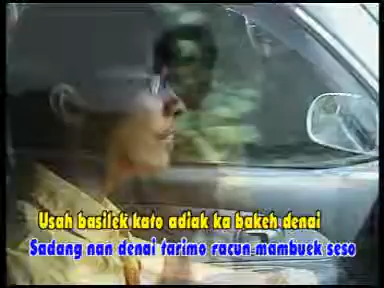 Usah basilek kato adiak ka bakeh denai
Sadang nan denai tarimo racun mambuek seso